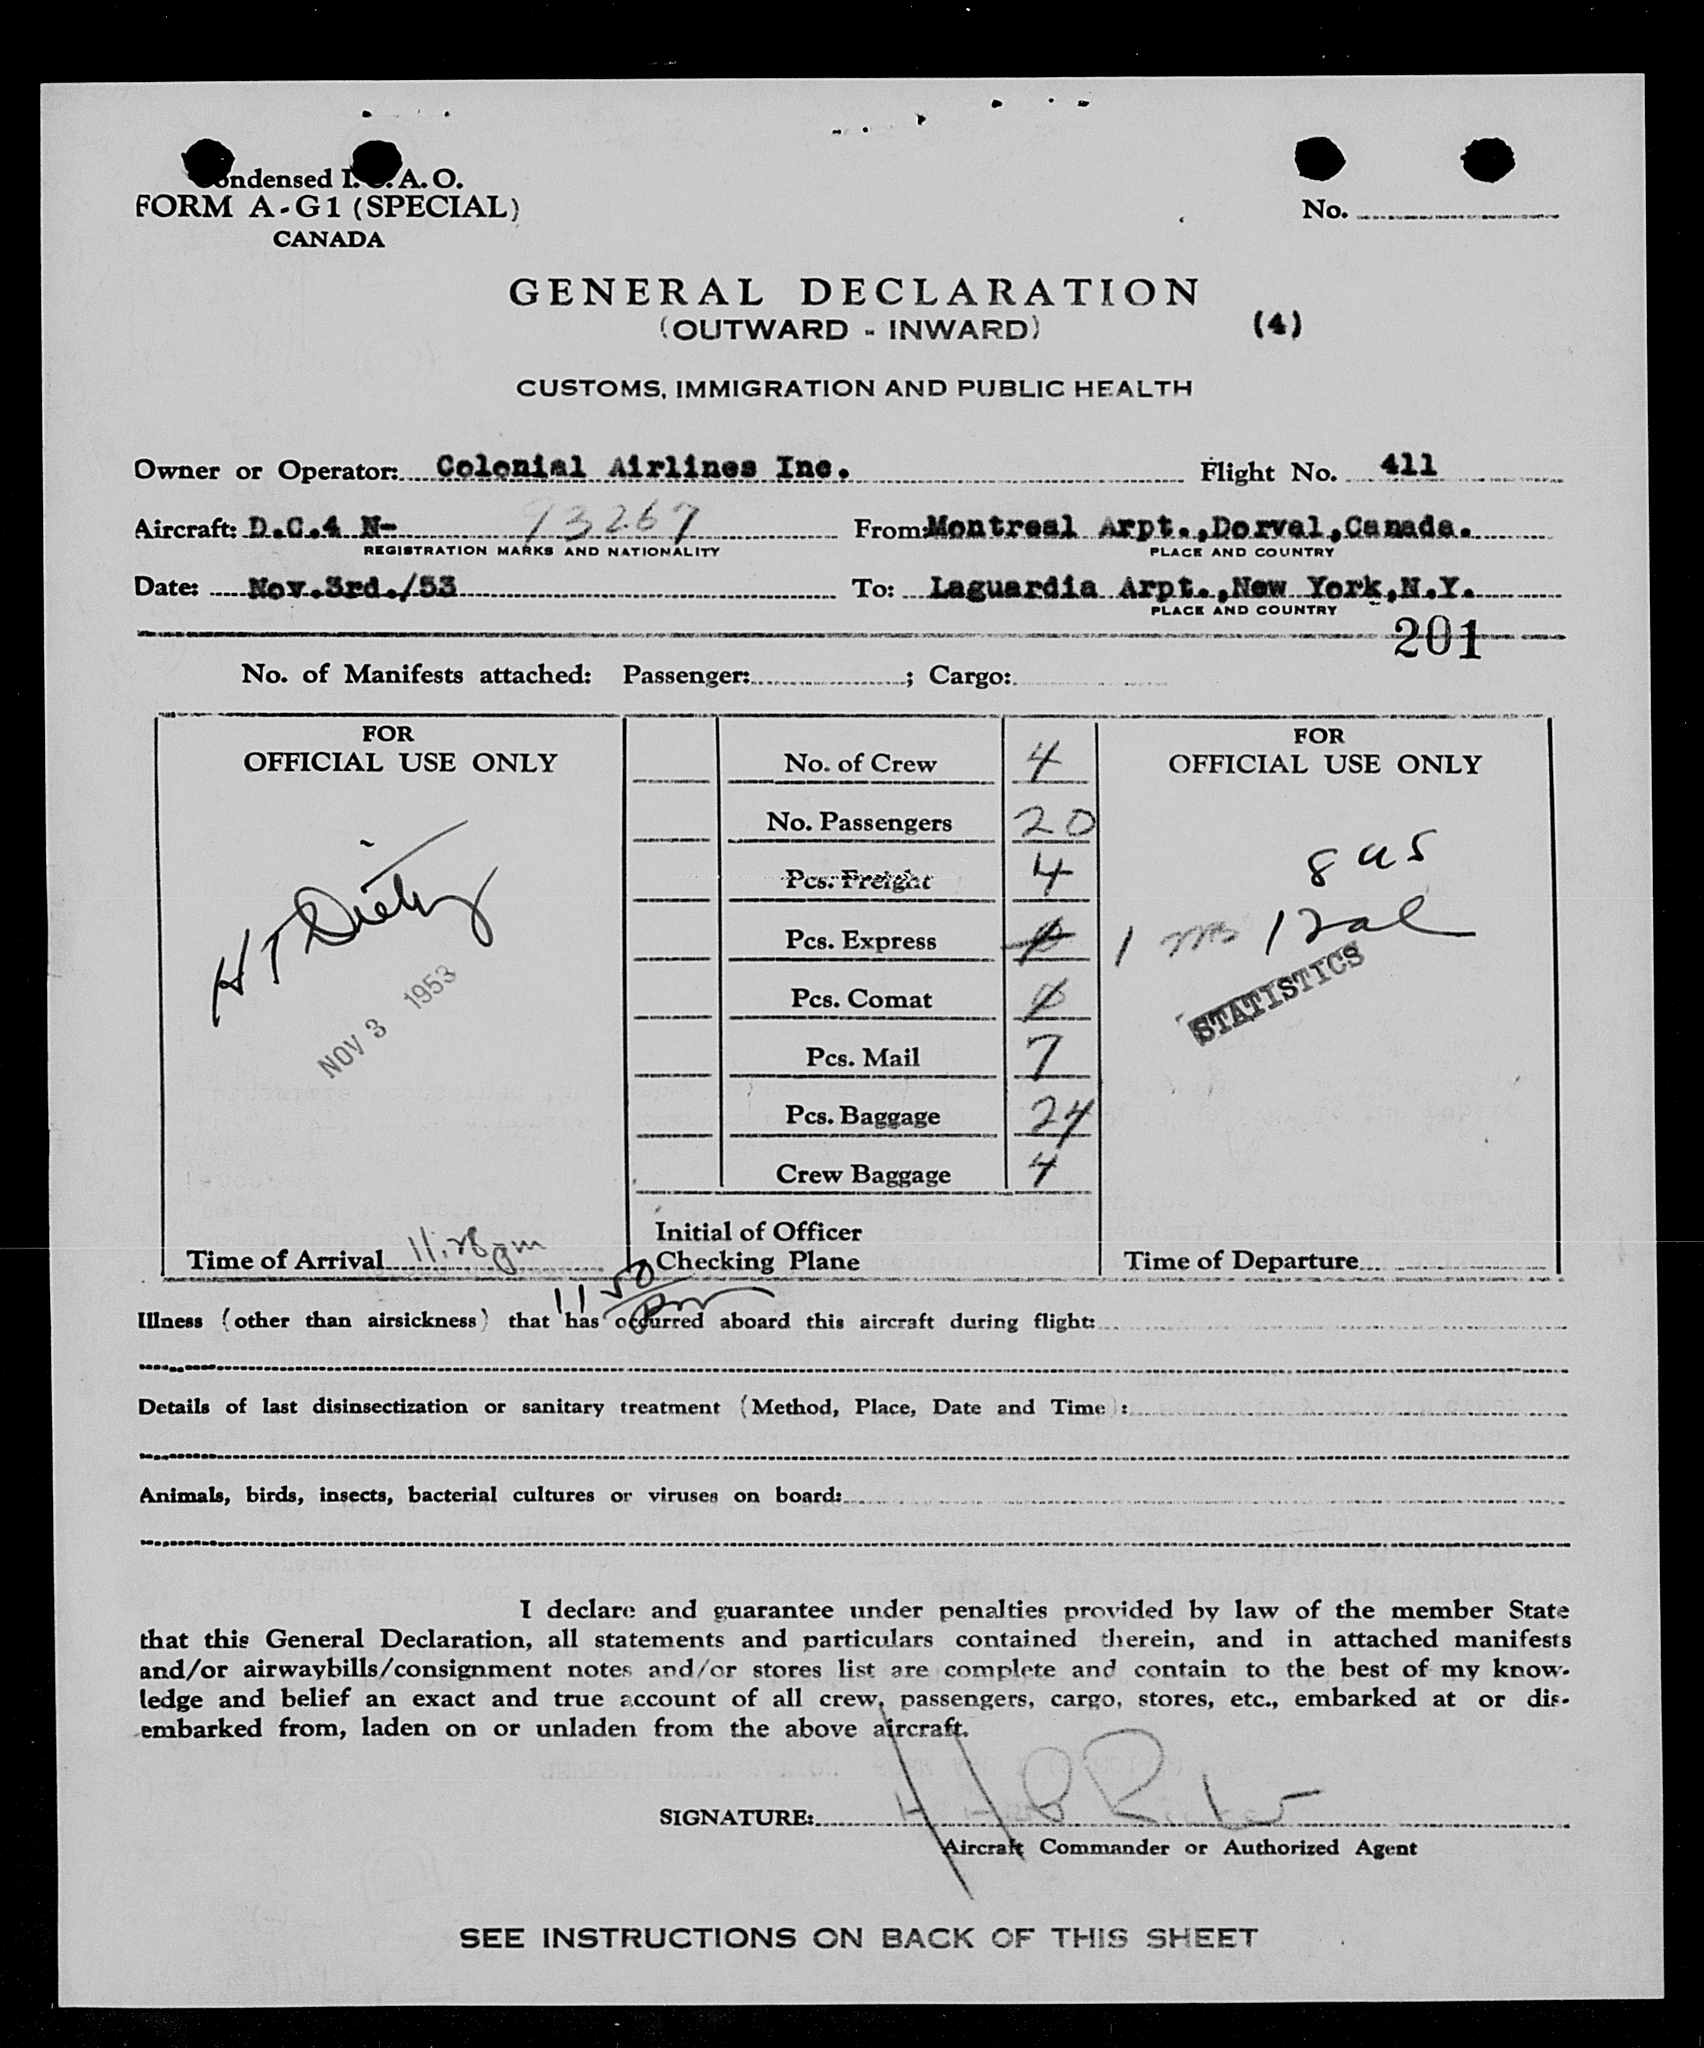 Condensed I.C.A.O.
FORM A-G1 (SPECIAL)
CANADA
No.
GENERAL DECLARATION
(OUTWARD - INWARD)
(4)
CUSTOMS, IMMIGRATION AND PUBLIC HEALTH
Owner or Operator: Colonial Airlines Inc. Flight No. 411
Aircraft: D.C.4 N- 93267 From: Montreal Arpt.,Dorval,Canada.
REGISTRATION MARKS AND NATIONALITY PLACE AND COUNTRY
Date: Nov.3rd./53 To: Laguardia Arpt.,New York,N.Y.
PLACE AND COUNTRY
201
No. of Manifests attached: Passenger: ; Cargo:
FOR
OFFICIAL USE ONLY
H T
NOV 3 1953
Time of Arrival 11:28 pm
No. of Crew 4
No. Passengers 20
Pcs. Freight 4
Pcs. Express
Pcs. Comat
Pcs. Mail 7
Pcs. Baggage 24
Crew Baggage 4
Initial of Officer
Checking Plane
11 50
pm
FOR
OFFICIAL USE ONLY
8 us
1
STATISTICS
Time of Departure
Illness (other than airsickness) that has occurred aboard this aircraft during flight:
Details of last disinsectization or sanitary treatment (Method, Place, Date and Time):
Animals, birds, insects, bacterial cultures or viruses on board:
I declare and guarantee under penalties provided by law of the member State
that this General Declaration, all statements and particulars contained therein, and in attached manifests
and/or airwaybills/consignment notes and/or stores list are complete and contain to the best of my know-
ledge and belief an exact and true account of all crew, passengers, cargo, stores, etc., embarked at or dis-
embarked from, laden on or unladen from the above aircraft.
SIGNATURE:
Aircraft Commander or Authorized Agent
SEE INSTRUCTIONS ON BACK OF THIS SHEET